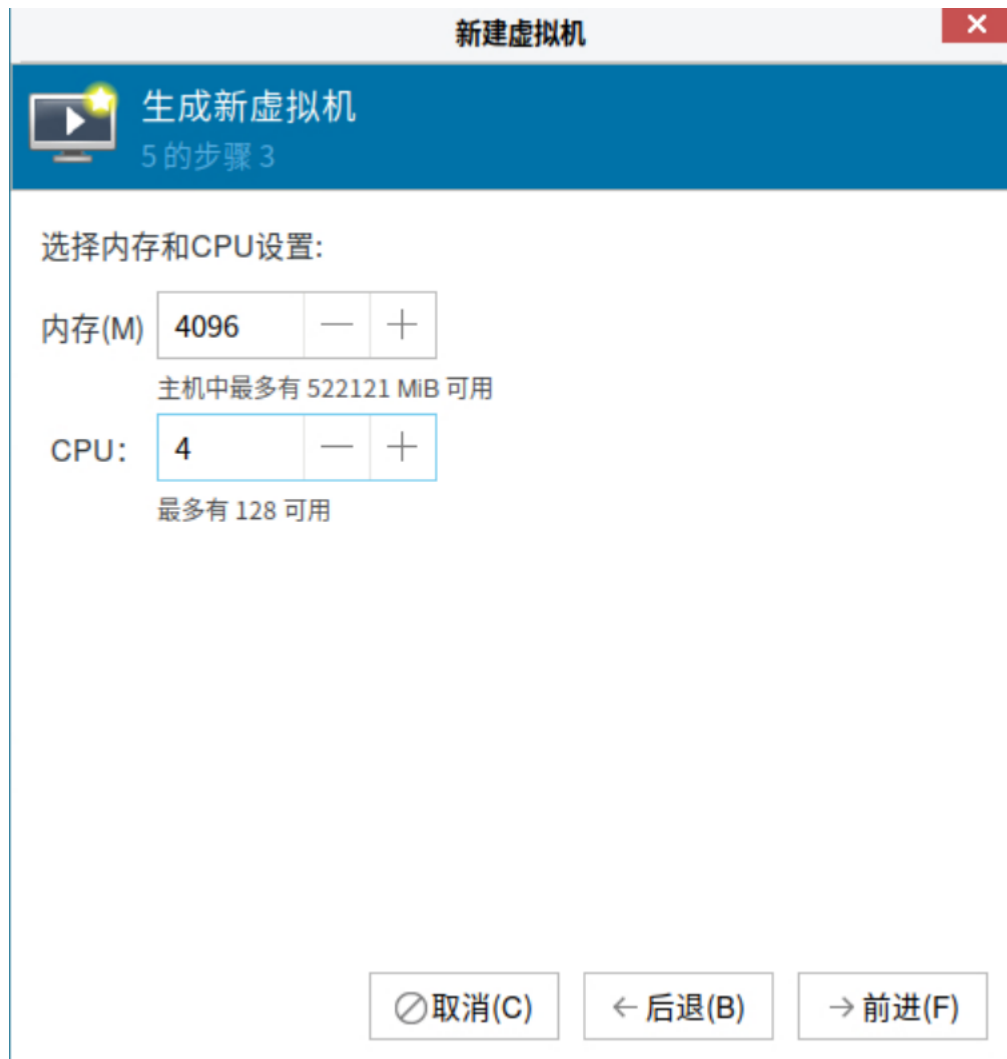 新建虚拟机
生成新虚拟机
5 的步骤 3
选择内存和CPU设置:
内存(M) 4096
主机中最多有 522121 MiB 可用
CPU： 4
最多有 128 可用
取消(C) 后退(B) 前进(F)